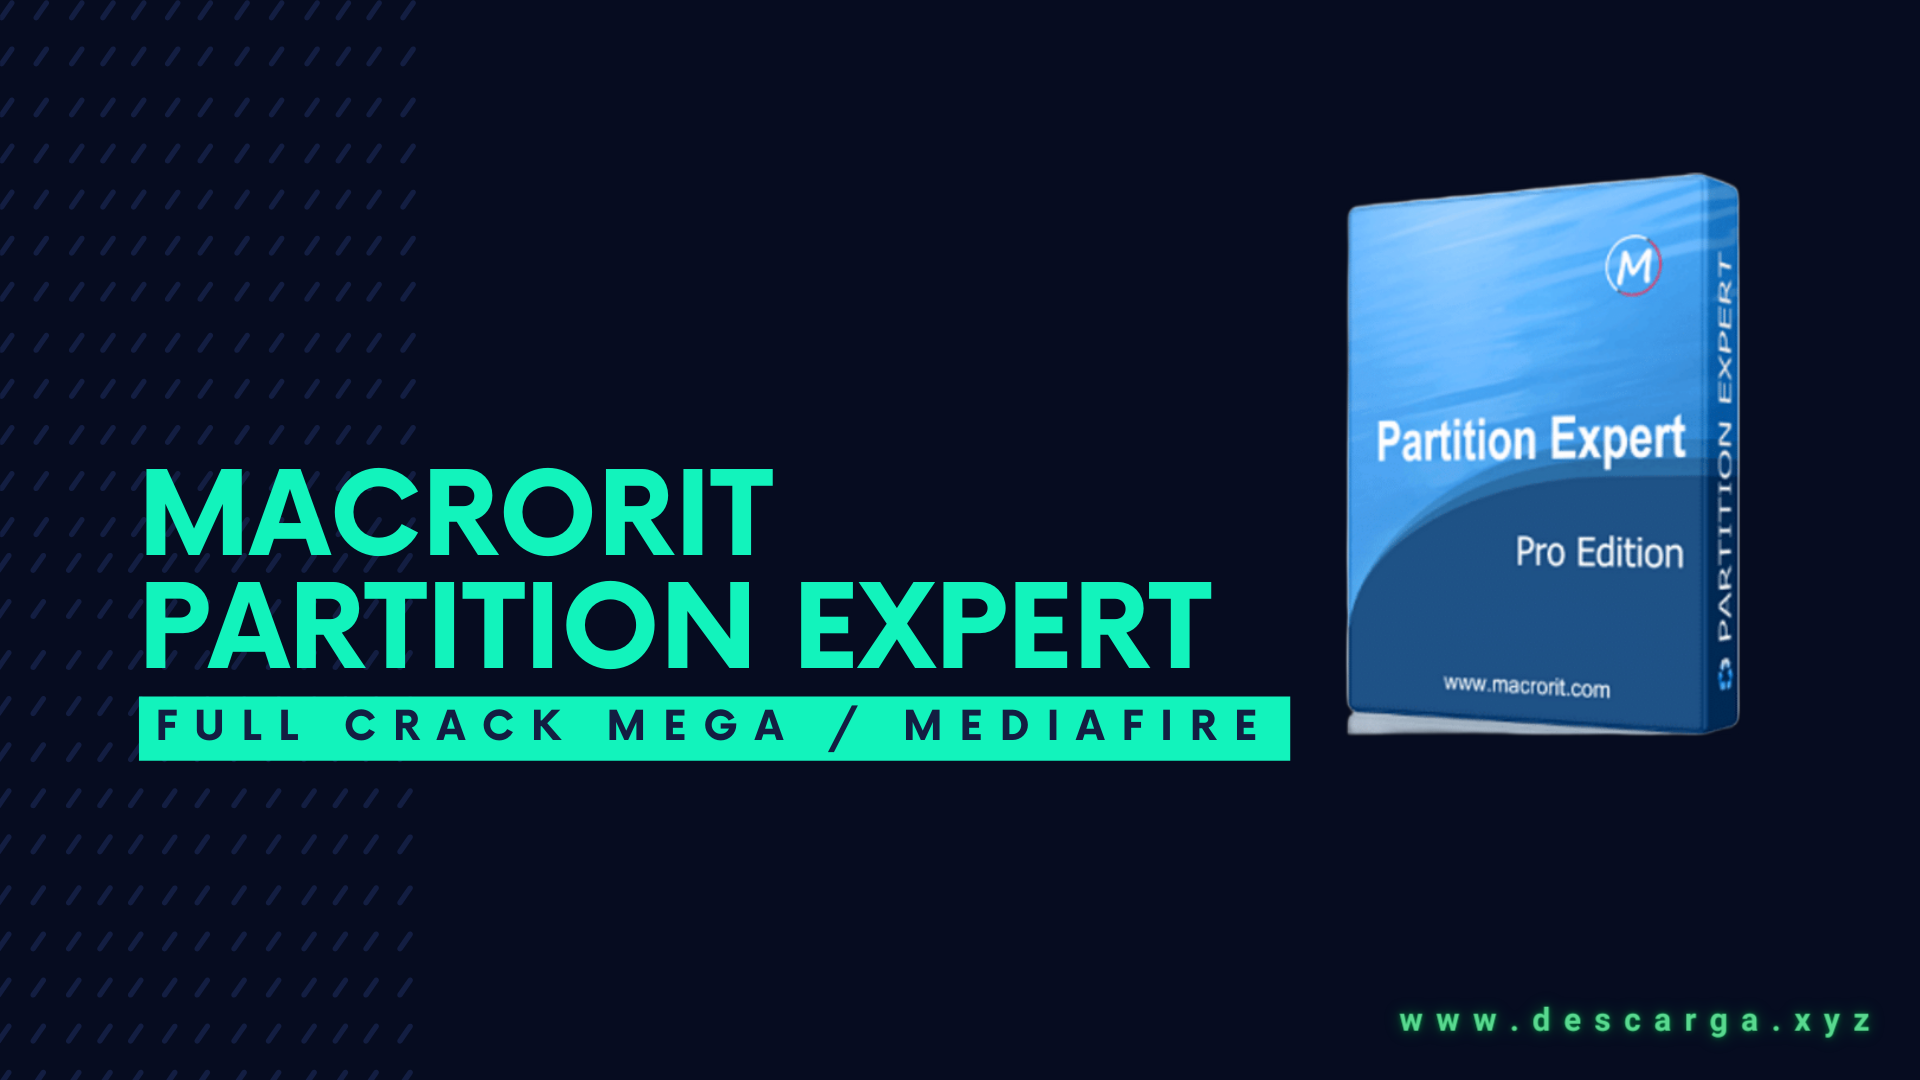 MACRORIT
PARTITION EXPERT
FULL CRACK MEGA / MEDIAFIRE
M
Partition Expert
Pro Edition
www.macrorit.com
PARTITION EXPERT
www.descarga.xyz